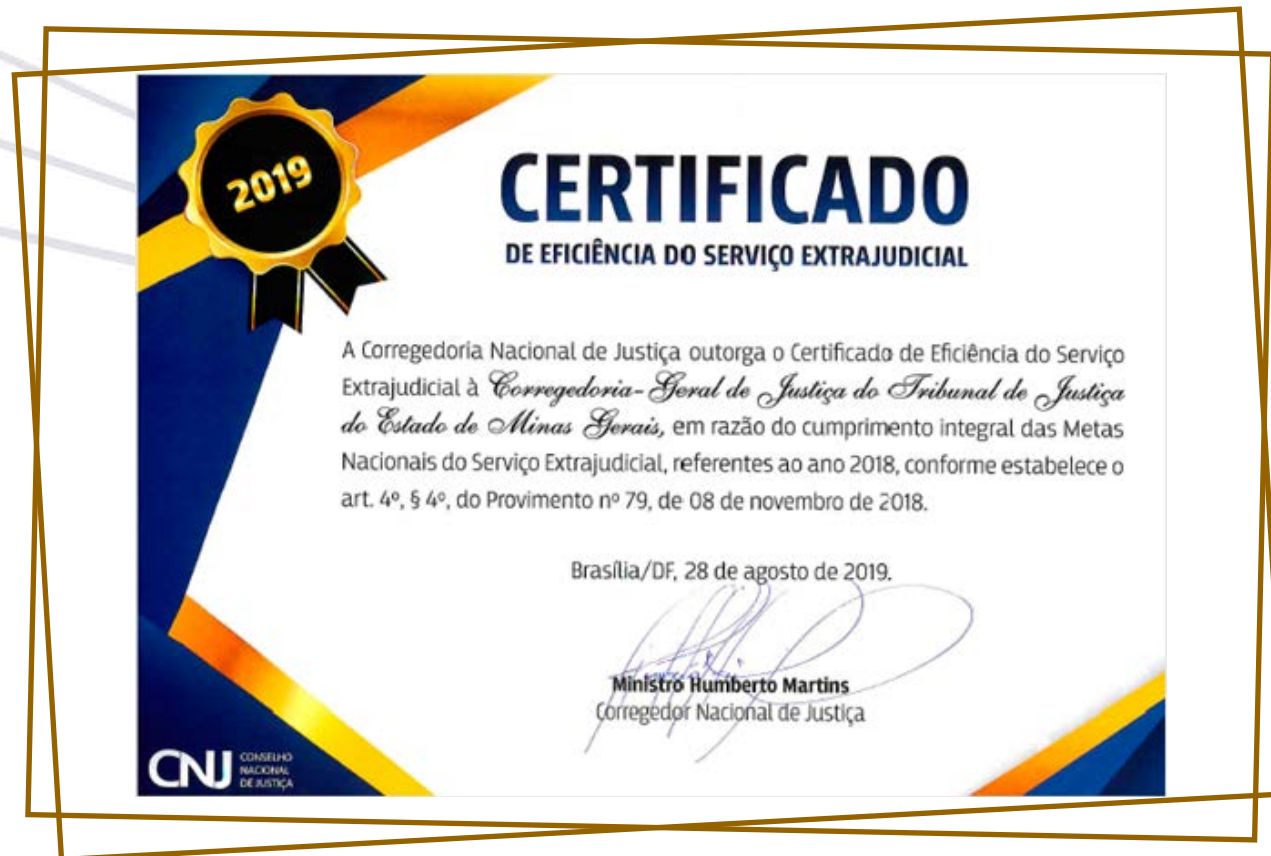 2019
CERTIFICADO
DE EFICIÊNCIA DO SERVIÇO EXTRAJUDICIAL
A Corregedoria Nacional de Justiça outorga o Certificado de Eficiência do Serviço
Extrajudicial à Corregedoria-Geral de Justiça do Tribunal de Justiça
do Estado de Minas Gerais, em razão do cumprimento integral das Metas
Nacionais do Serviço Extrajudicial, referentes ao ano 2018, conforme estabelece o
art. 4º, § 4º, do Provimento nº 79, de 08 de novembro de 2018.
Brasília/DF, 28 de agosto de 2019.
Ministro Humberto Martins
Corregedor Nacional de Justiça
CNJ
CONSELHO
NACIONAL
DE JUSTIÇA